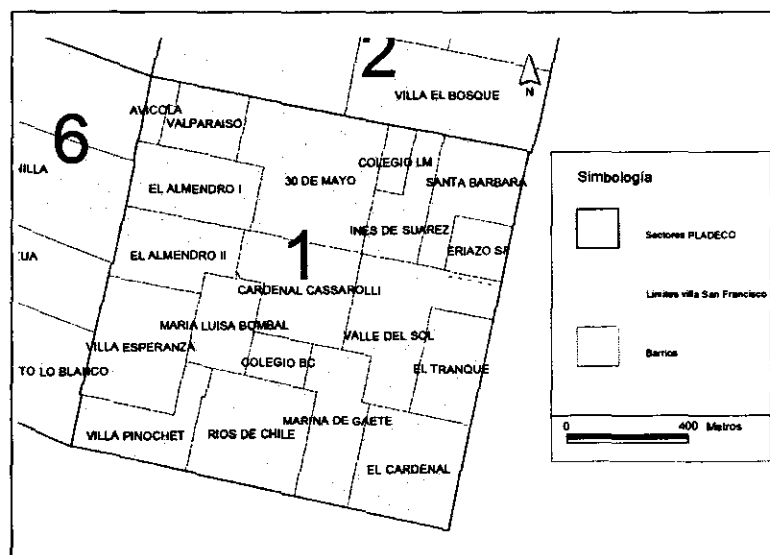 2
N
VILLA EL BOSQUE
AVICOLA
VALPARAISO
6
COLEGIO LM
NILLA
EL ALMENDRO I
30 DE MAYO
SANTA BARBARA
INES DE SUAREZ
ERIAZO SF
1
EL ALMENDRO II
CARDENAL CASSAROLLI
MARIA LUISA BOMBAL
VALLE DEL SOL
VILLA ESPERANZA
COLEGIO BC
EL TRANQUE
TO LO BLANCO
MARINA DE GAETE
VILLA PINOCHET
RIOS DE CHILE
EL CARDENAL
Simbología
Sectores PLADECO
Limites villa San Francisco
Barrios
0 400 Metros